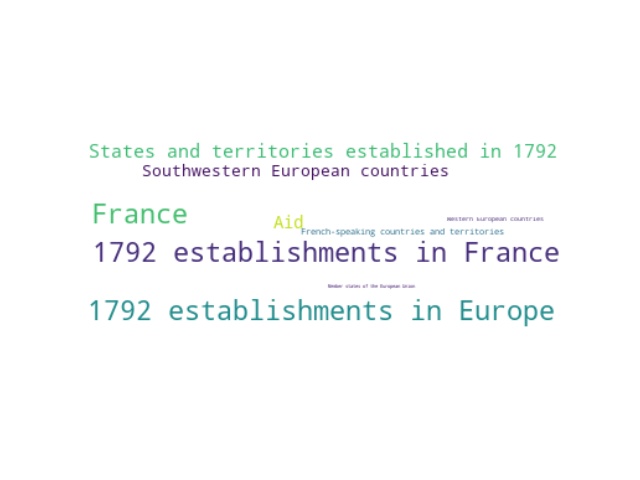 States and territories established in 1792
Southwestern European countries
France
Aid
Western European countries
French-speaking countries and territories
1792 establishments in France
Member states of the European Union
1792 establishments in Europe